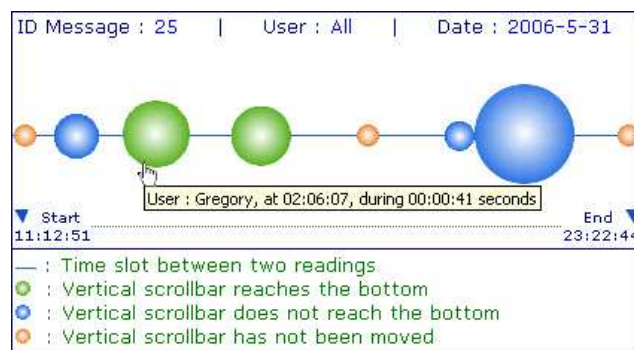 ID Message : 25 | User : All | Date : 2006-5-31
User : Gregory, at 02:06:07, during 00:00:41 seconds
Start End
11:12:51 23:22:44
: Time slot between two readings
: Vertical scrollbar reaches the bottom
: Vertical scrollbar does not reach the bottom
: Vertical scrollbar has not been moved